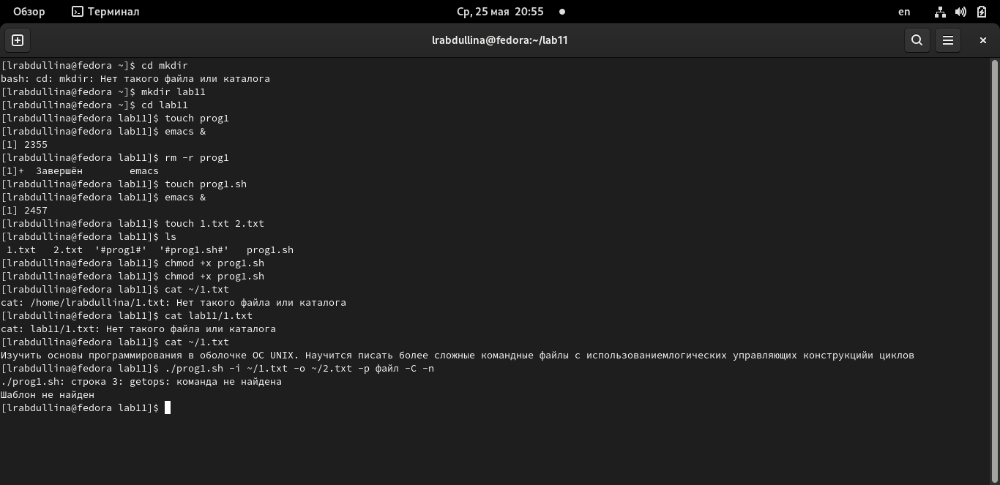 Обзор Терминал Ср, 25 мая 20:55 en
lrabdullina@fedora:~/lab11
[lrabdullina@fedora ~]$ cd mkdir
bash: cd: mkdir: Нет такого файла или каталога
[lrabdullina@fedora ~]$ mkdir lab11
[lrabdullina@fedora ~]$ cd lab11
[lrabdullina@fedora lab11]$ touch prog1
[lrabdullina@fedora lab11]$ emacs &
[1] 2355
[lrabdullina@fedora lab11]$ rm -r prog1
[1]+  Завершён        emacs
[lrabdullina@fedora lab11]$ touch prog1.sh
[lrabdullina@fedora lab11]$ emacs &
[1] 2457
[lrabdullina@fedora lab11]$ touch 1.txt 2.txt
[lrabdullina@fedora lab11]$ ls
 1.txt   2.txt  '#prog1#'  '#prog1.sh#'   prog1.sh
[lrabdullina@fedora lab11]$ chmod +x prog1.sh
[lrabdullina@fedora lab11]$ chmod +x prog1.sh
[lrabdullina@fedora lab11]$ cat ~/1.txt
cat: /home/lrabdullina/1.txt: Нет такого файла или каталога
[lrabdullina@fedora lab11]$ cat lab11/1.txt
cat: lab11/1.txt: Нет такого файла или каталога
[lrabdullina@fedora lab11]$ cat ~/1.txt
Изучить основы программирования в оболочке ОС UNIX. Научится писать более сложные командные файлы с использованиемлогических управляющих конструкцийи циклов
[lrabdullina@fedora lab11]$ ./prog1.sh -i ~/1.txt -o ~/2.txt -p файл -C -n
./prog1.sh: строка 3: getops: команда не найдена
Шаблон не найден
[lrabdullina@fedora lab11]$